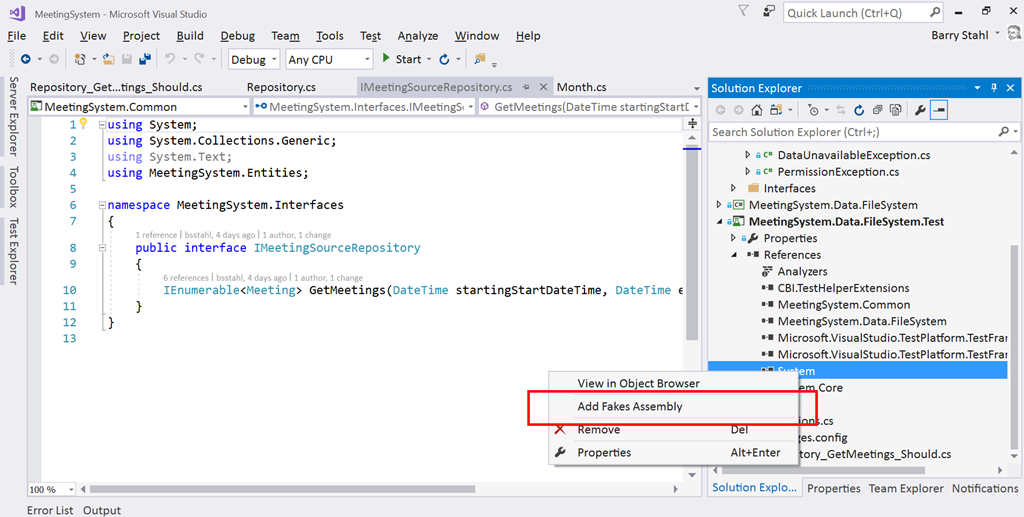 MeetingSystem - Microsoft Visual Studio
Quick Launch (Ctrl+Q)
File Edit View Project Build Debug Team Tools Test Analyze Window Help
Barry Stahl
Debug Any CPU Start
Server Explorer
Toolbox
Test Explorer
Repository_Get...tings_Should.cs Repository.cs IMeetingSourceRepository.cs Month.cs
MeetingSystem.Common MeetingSystem.Interfaces.IMeetingS GetMeetings(DateTime startingStartD
1 using System;
2 using System.Collections.Generic;
3 using System.Text;
4 using MeetingSystem.Entities;
5
6 namespace MeetingSystem.Interfaces
7 {
1 reference | bsstahl, 4 days ago | 1 author, 1 change
8 public interface IMeetingSourceRepository
9 {
6 references | bsstahl, 4 days ago | 1 author, 1 change
10 IEnumerable<Meeting> GetMeetings(DateTime startingStartDateTime, DateTime e
11 }
12 }
13
100 %
Solution Explorer
Search Solution Explorer (Ctrl+;)
C# DataUnavailableException.cs
C# PermissionException.cs
Interfaces
C# MeetingSystem.Data.FileSystem
MeetingSystem.Data.FileSystem.Test
Properties
References
Analyzers
CBI.TestHelperExtensions
MeetingSystem.Common
MeetingSystem.Data.FileSystem
Microsoft.VisualStudio.TestPlatform.TestFram
Microsoft.VisualStudio.TestPlatform.TestFram
System
em.Core
ions.cs
ges.config
tory_GetMeetings_Should.cs
View in Object Browser
Add Fakes Assembly
Remove Del
Properties Alt+Enter
Solution Explo... Properties Team Explorer Notifications
Error List Output